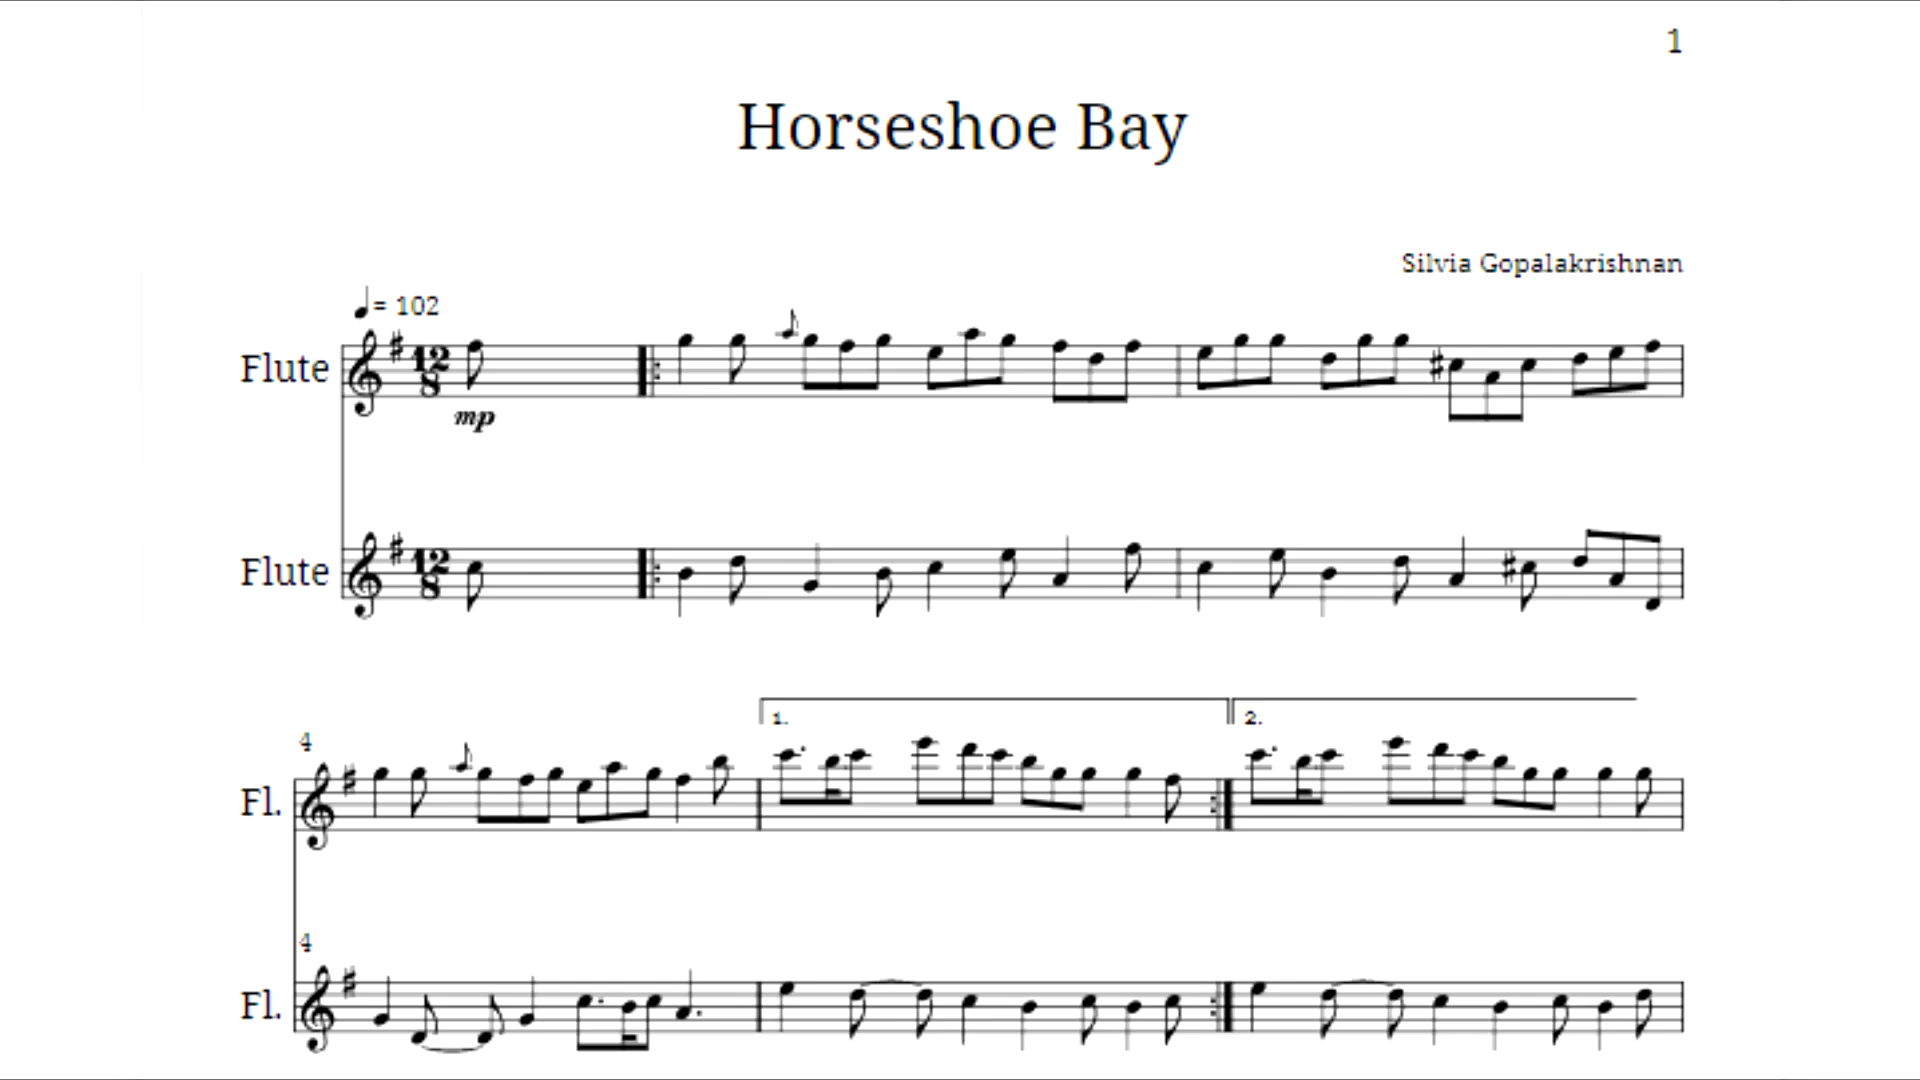 1
Horseshoe Bay
Silvia Gopalakrishnan
♩= 102
Flute
12
8
mp
Flute
12
8
4
1.
2.
Fl.
4
Fl.